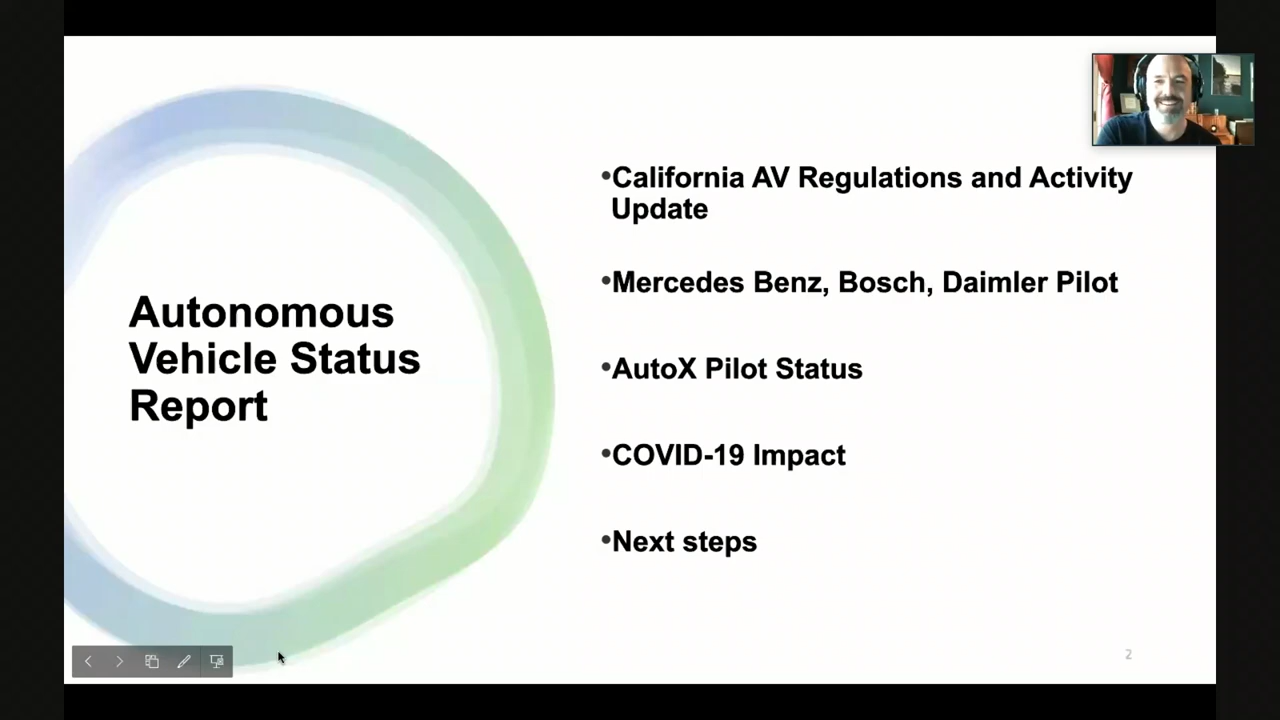 Autonomous
Vehicle Status
Report
•California AV Regulations and Activity
Update
•Mercedes Benz, Bosch, Daimler Pilot
•AutoX Pilot Status
•COVID-19 Impact
•Next steps
2